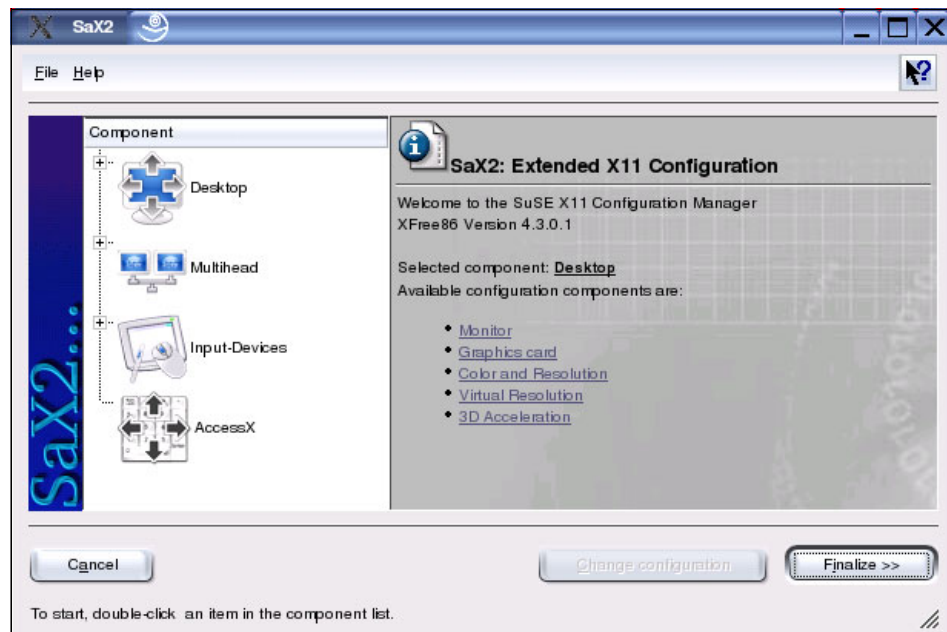 SaX2
File Help
Component
Desktop
Multihead
Input-Devices
AccessX
SaX2...
SaX2: Extended X11 Configuration
Welcome to the SuSE X11 Configuration Manager
XFree86 Version 4.3.0.1
Selected component: Desktop
Available configuration components are:
Monitor
Graphics card
Color and Resolution
Virtual Resolution
3D Acceleration
Cancel
Change configuration
Finalize >>
To start, double-click an item in the component list.